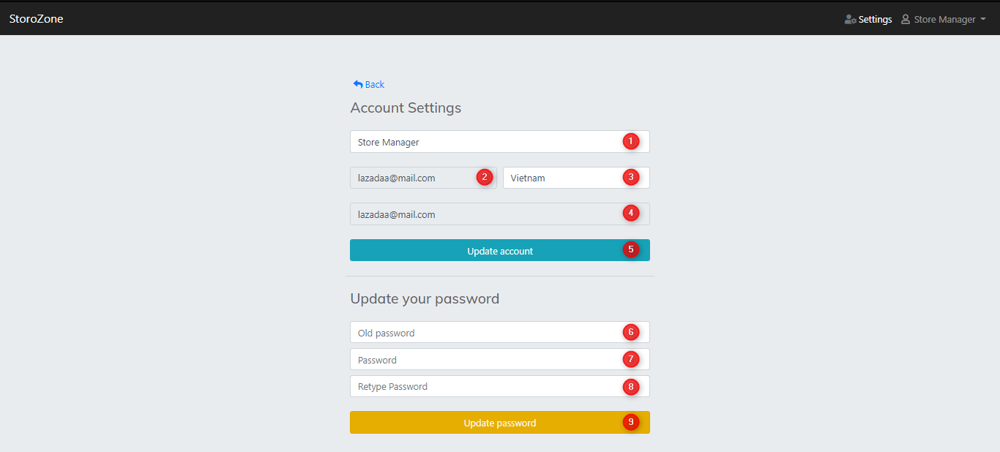 StoroZone Settings Store Manager
Back
Account Settings
Store Manager 1
lazadaa@mail.com 2 Vietnam 3
lazadaa@mail.com 4
Update account 5
Update your password
Old password 6
Password 7
Retype Password 8
Update password 9